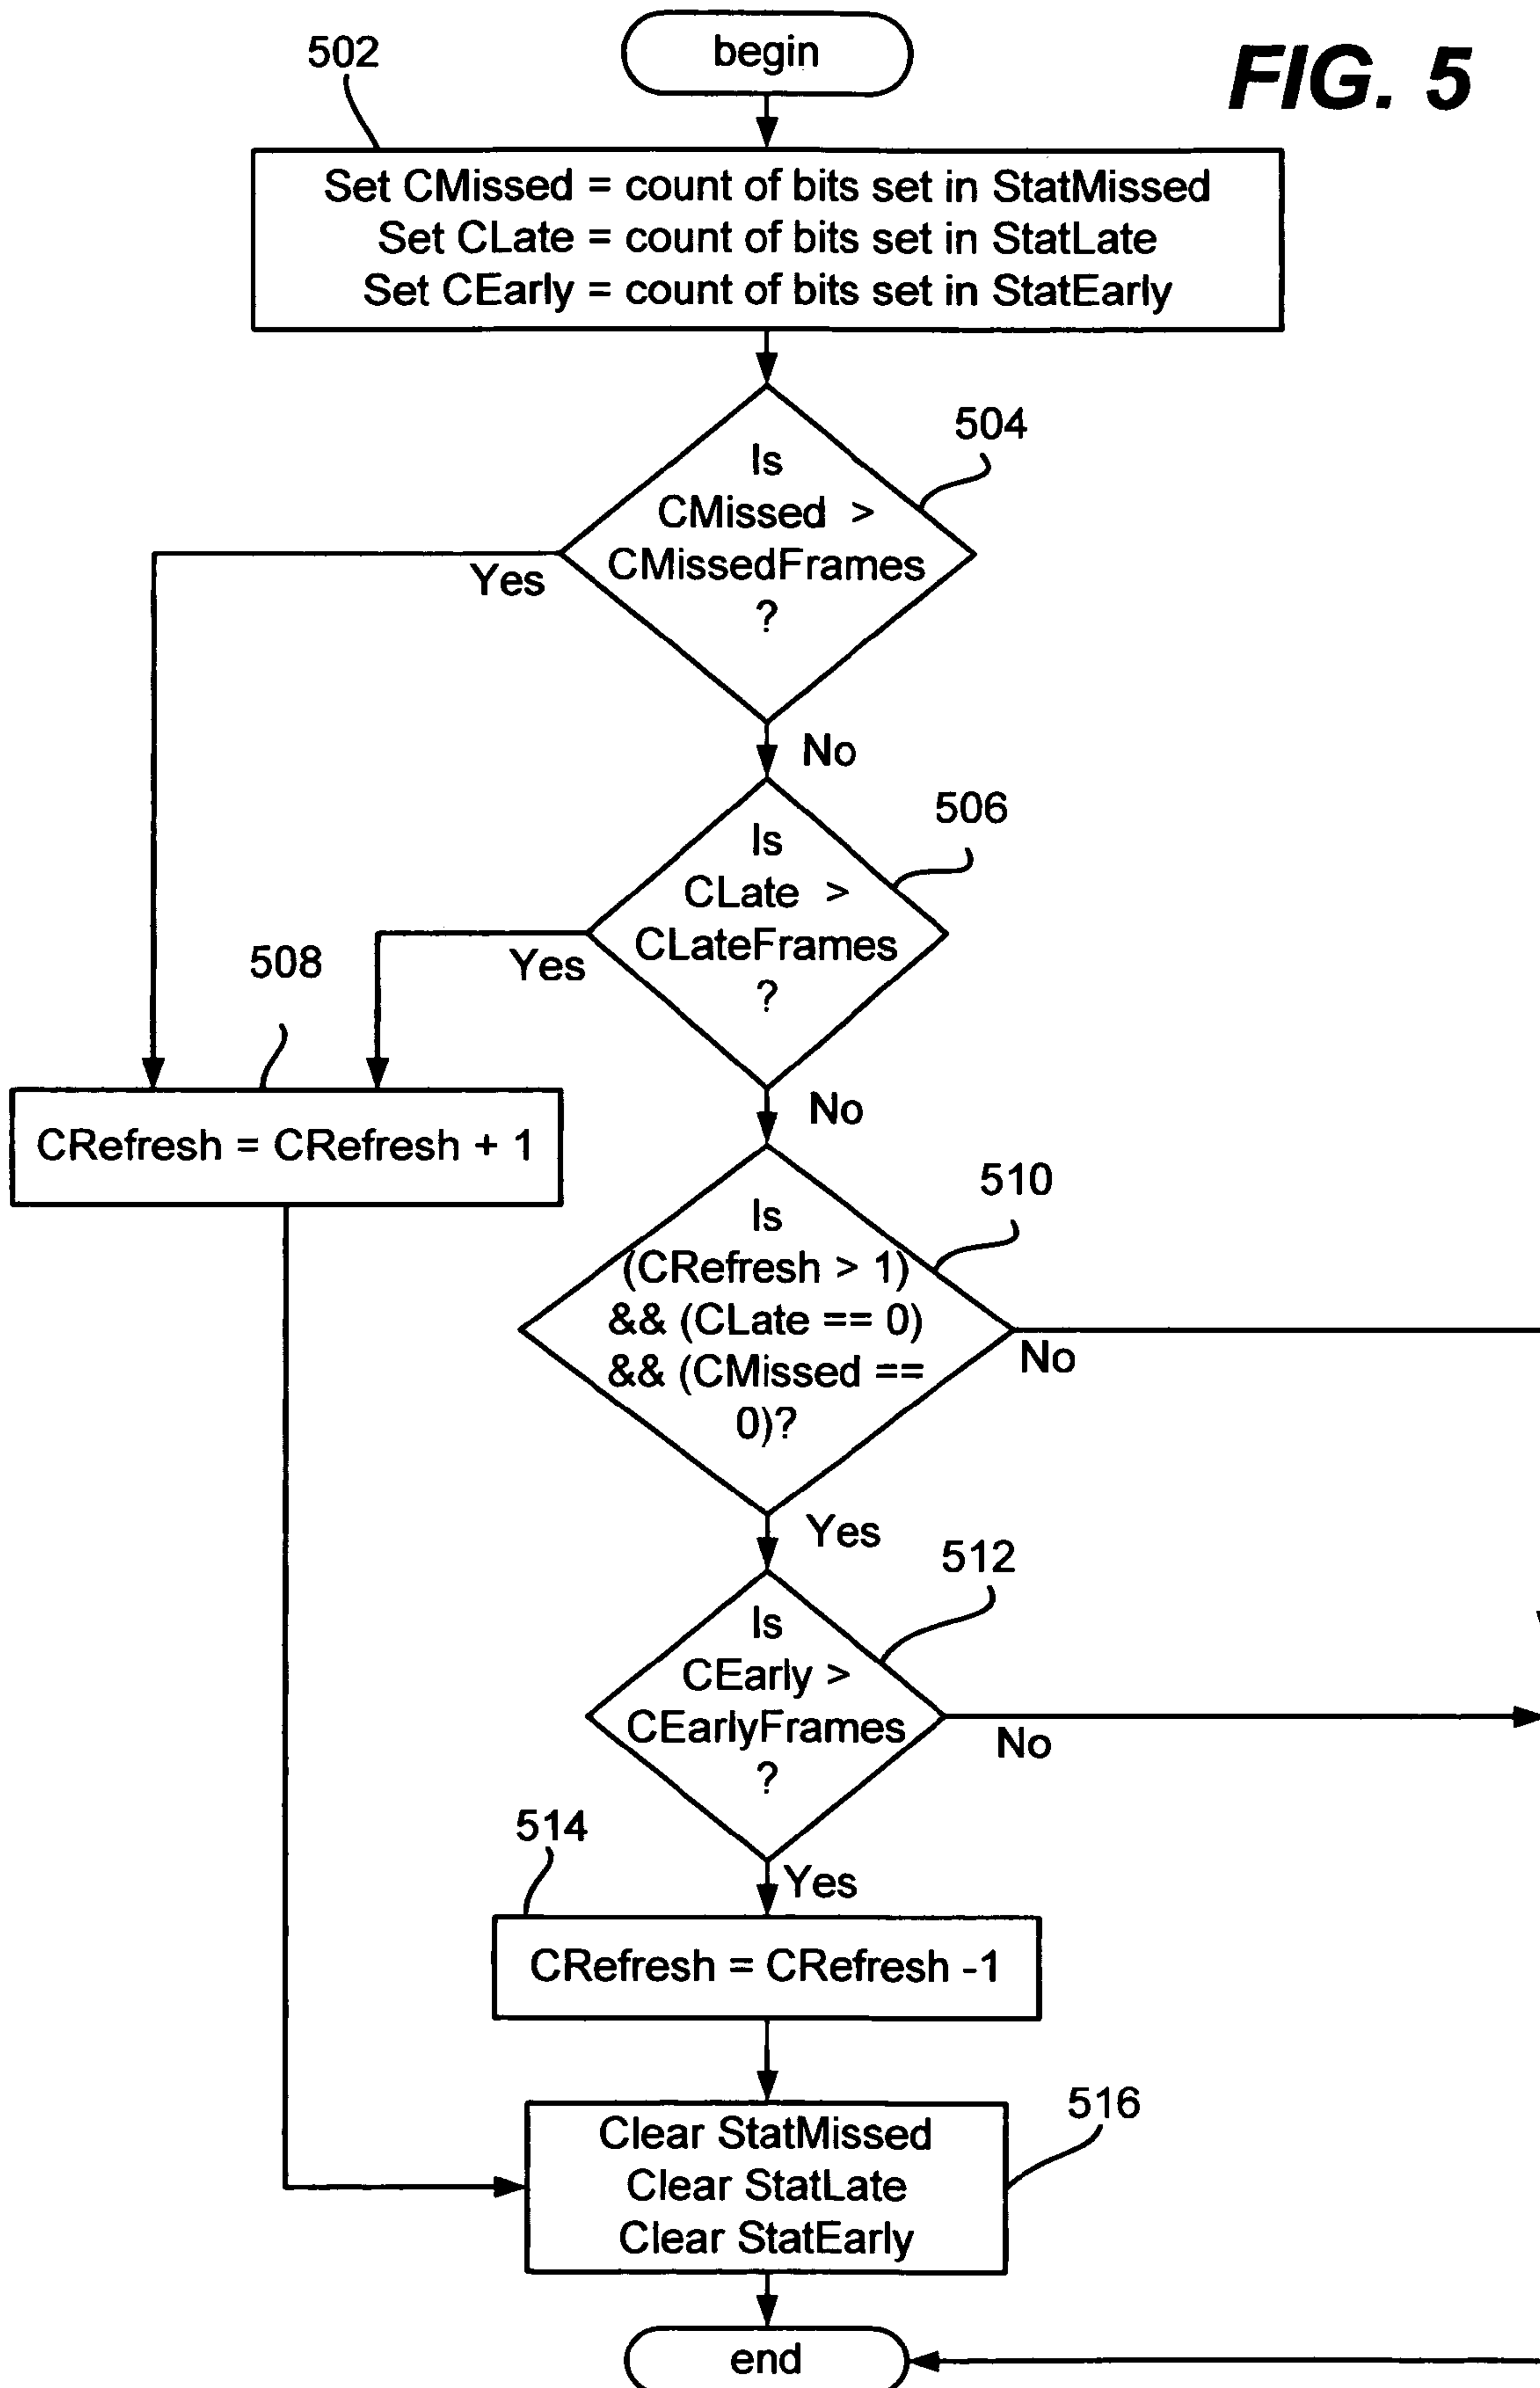 FIG. 5
begin
502
Set CMissed = count of bits set in StatMissed
Set CLate = count of bits set in StatLate
Set CEarly = count of bits set in StatEarly
504
Is
CMissed >
CMissedFrames
?
Yes
No
506
Is
CLate >
CLateFrames
?
Yes
No
508
CRefresh = CRefresh + 1
510
Is
(CRefresh > 1)
&& (CLate == 0)
&& (CMissed ==
0)?
No
Yes
512
Is
CEarly >
CEarlyFrames
?
No
Yes
514
CRefresh = CRefresh -1
516
Clear StatMissed
Clear StatLate
Clear StatEarly
end